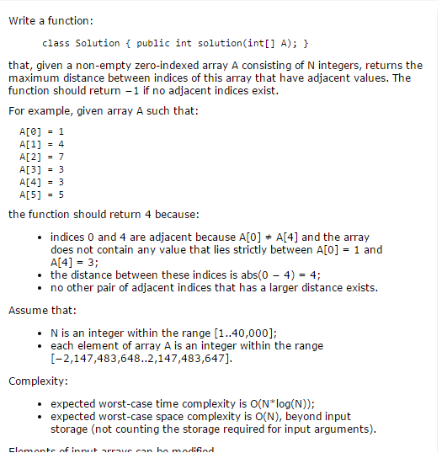 Write a function:
class Solution { public int solution(int[] A); }
that, given a non-empty zero-indexed array A consisting of N integers, returns the
maximum distance between indices of this array that have adjacent values. The
function should return −1 if no adjacent indices exist.
For example, given array A such that:
A[0] = 1
A[1] = 4
A[2] = 7
A[3] = 3
A[4] = 3
A[5] = 5
the function should return 4 because:
• indices 0 and 4 are adjacent because A[0] ≠ A[4] and the array
does not contain any value that lies strictly between A[0] = 1 and
A[4] = 3;
• the distance between these indices is abs(0 − 4) = 4;
• no other pair of adjacent indices that has a larger distance exists.
Assume that:
• N is an integer within the range [1..40,000];
• each element of array A is an integer within the range
[−2,147,483,648..2,147,483,647].
Complexity:
• expected worst-case time complexity is O(N*log(N));
• expected worst-case space complexity is O(N), beyond input
storage (not counting the storage required for input arguments).
Elements of input arrays can be modified.